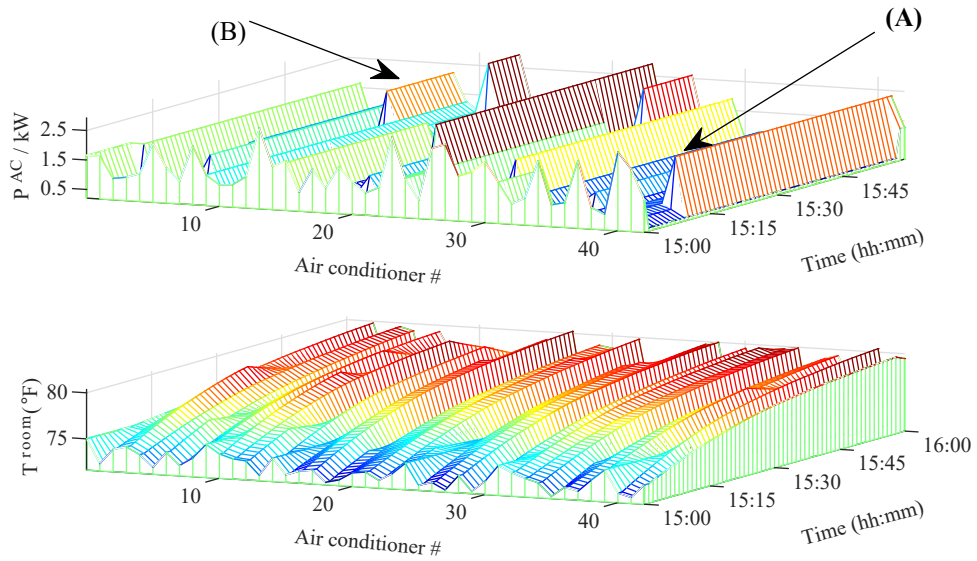 (B)
(A)
P AC / kW
2.5
1.5
0.5
10
20
30
40
15:00
15:15
15:30
15:45
Air conditioner #
Time (hh:mm)
T room (°F)
80
75
10
20
30
40
15:00
15:15
15:30
15:45
16:00
Air conditioner #
Time (hh:mm)